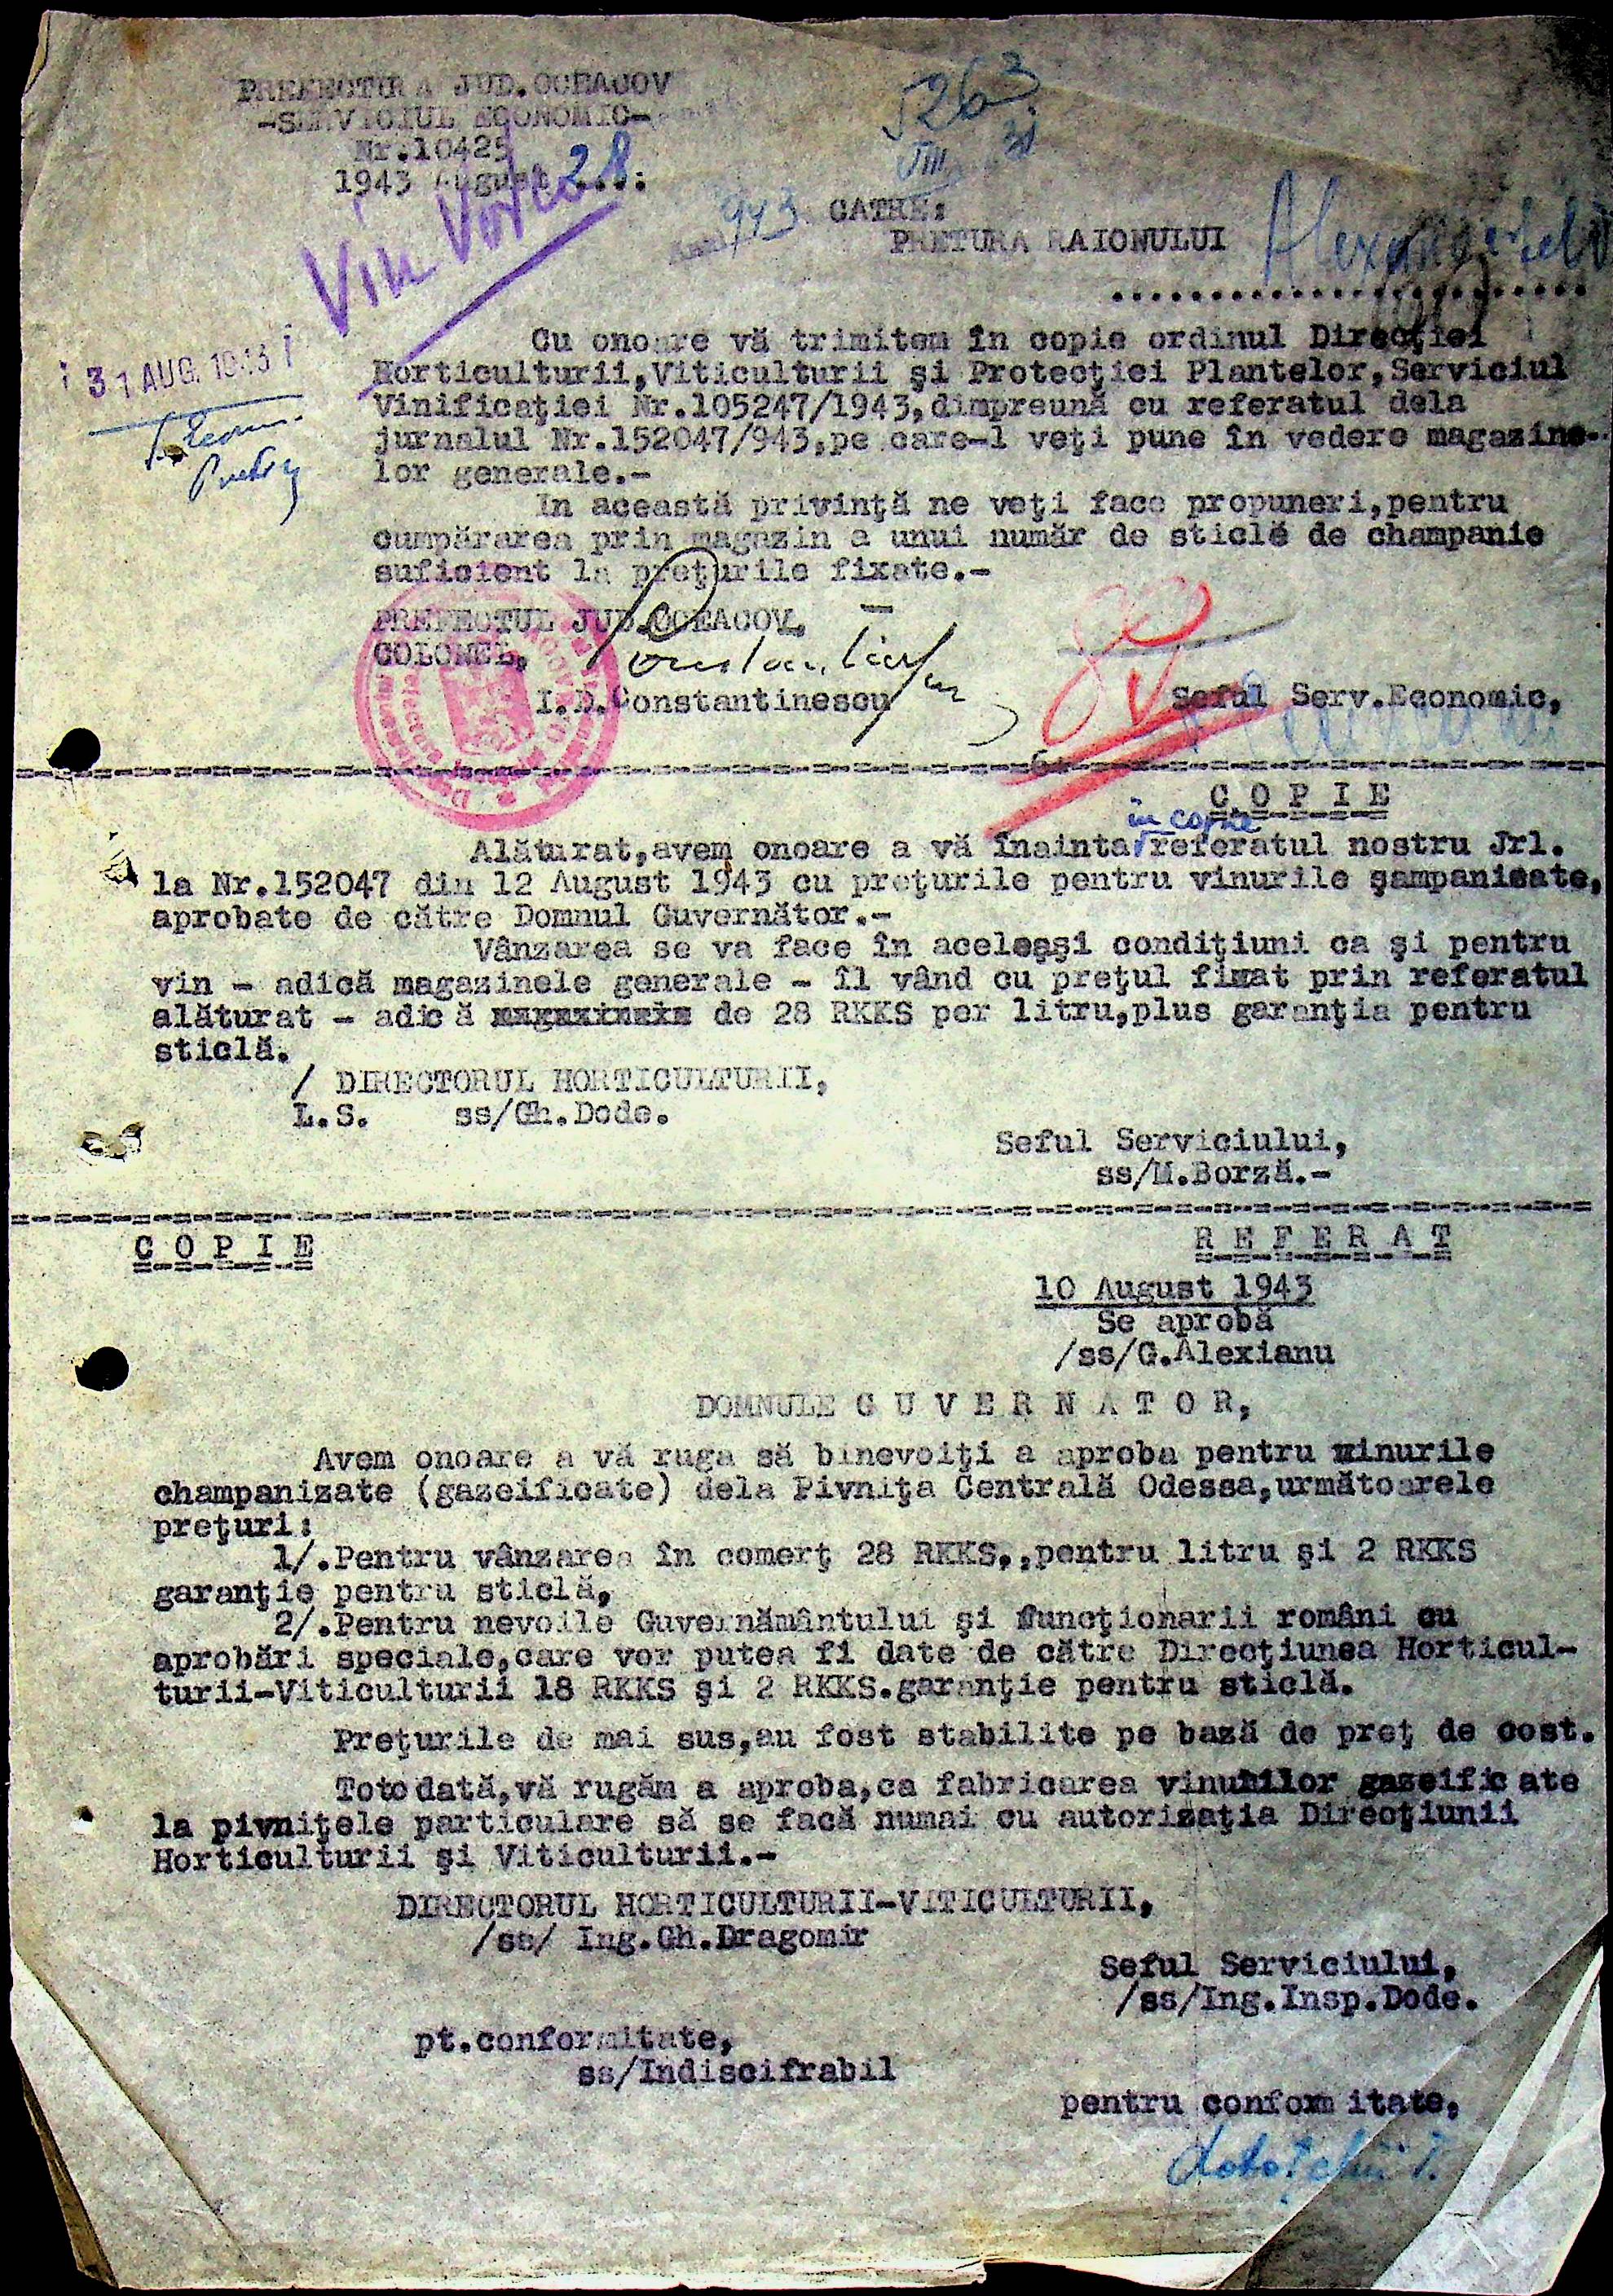 PREFECTURA JUD.OCEACOV
-SERVICIUL ECONOMIC-
Nr.10425
1943 August 28.
5263
VIII 31
943
Vin Vodca
CATRE:
PRETURA RAIONULUI
31 AUG. 1943
Cu onoare vă trimitem în copie ordinul Direcţiei
Horticulturii,Viticulturii şi Protecţiei Plantelor,Serviciul
Vinificaţiei Nr.105247/1943,dimpreună cu referatul dela
jurnalul Nr.152047/943,pe care-l veţi pune în vedere magazine-
lor generale.-
In această privinţă ne veţi face propuneri,pentru
cumpărarea prin magazin a unui număr de sticle de champanie
suficient la preţurile fixate.-
PREFECTUL JUD.OCEACOV,
COLONEL,
I.D.Constantinescu
Seful Serv.Economic,
C O P I E
în copie
Alăturat,avem onoare a vă înainta referatul nostru Jrl.
la Nr.152047 din 12 August 1943 cu preţurile pentru vinurile şampanisate,
aprobate de către Domnul Guvernător.-
Vânzarea se va face în aceleaşi condiţiuni ca şi pentru
vin - adică magazinele generale - îl vând cu preţul fixat prin referatul
alăturat - adic ă de 28 RKKS per litru,plus garanţia pentru
sticlă.
/ DIRECTORUL HORTICULTURII,
L.S. ss/Gh.Dode.
Seful Serviciului,
ss/M.Borză.-
C O P I E
R E F E R A T
10 August 1943
Se aprobă
/ss/G.Alexianu
DOMNULE G U V E R N A T O R,
Avem onoare a vă ruga să binevoiţi a aproba pentru vinurile
champanizate (gazeificate) dela Pivniţa Centrală Odessa,următoarele
preţuri:
1/.Pentru vânzarea în comerţ 28 RKKS,,pentru litru şi 2 RKKS
garanţie pentru sticlă,
2/.Pentru nevoile Guvernământului şi funcţionarii români cu
aprobări speciale,care vor putea fi date de către Direcţiunea Horticul-
turii-Viticulturii 18 RKKS şi 2 RKKS.garanţie pentru sticlă.
Preţurile de mai sus,au fost stabilite pe bază de preţ de cost.
Totodată,vă rugăm a aproba,ca fabricarea vinurilor gazeific ate
la pivniţele particulare să se facă numai cu autorizaţia Direcţiunii
Horticulturii şi Viticulturii.-
DIRECTORUL HORTICULTURII-VITICULTURII,
/ss/ Ing.Gh.Dragomir
Seful Serviciului,
/ss/Ing.Insp.Dode.
pt.conformitate,
ss/Indiscifrabil
pentru conform itate,